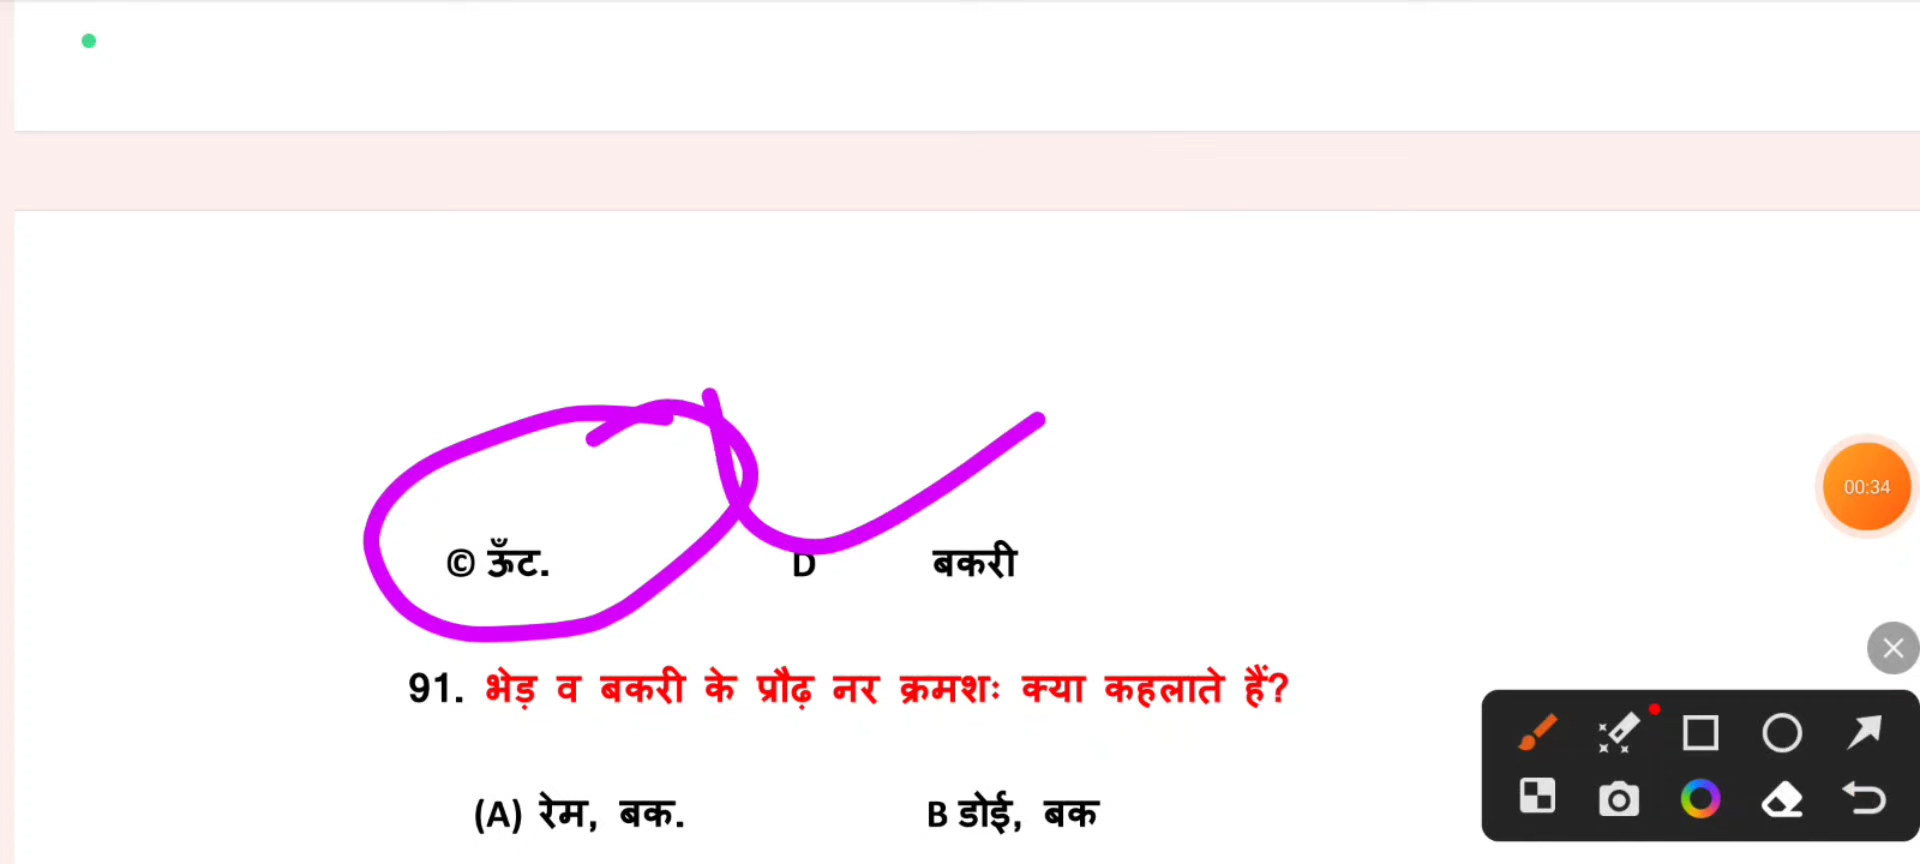 © ऊँट. D बकरी
00:34
91. भेड़ व बकरी के प्रौढ़ नर क्रमशः क्या कहलाते हैं?
(A) रेम, बक. B डोई, बक